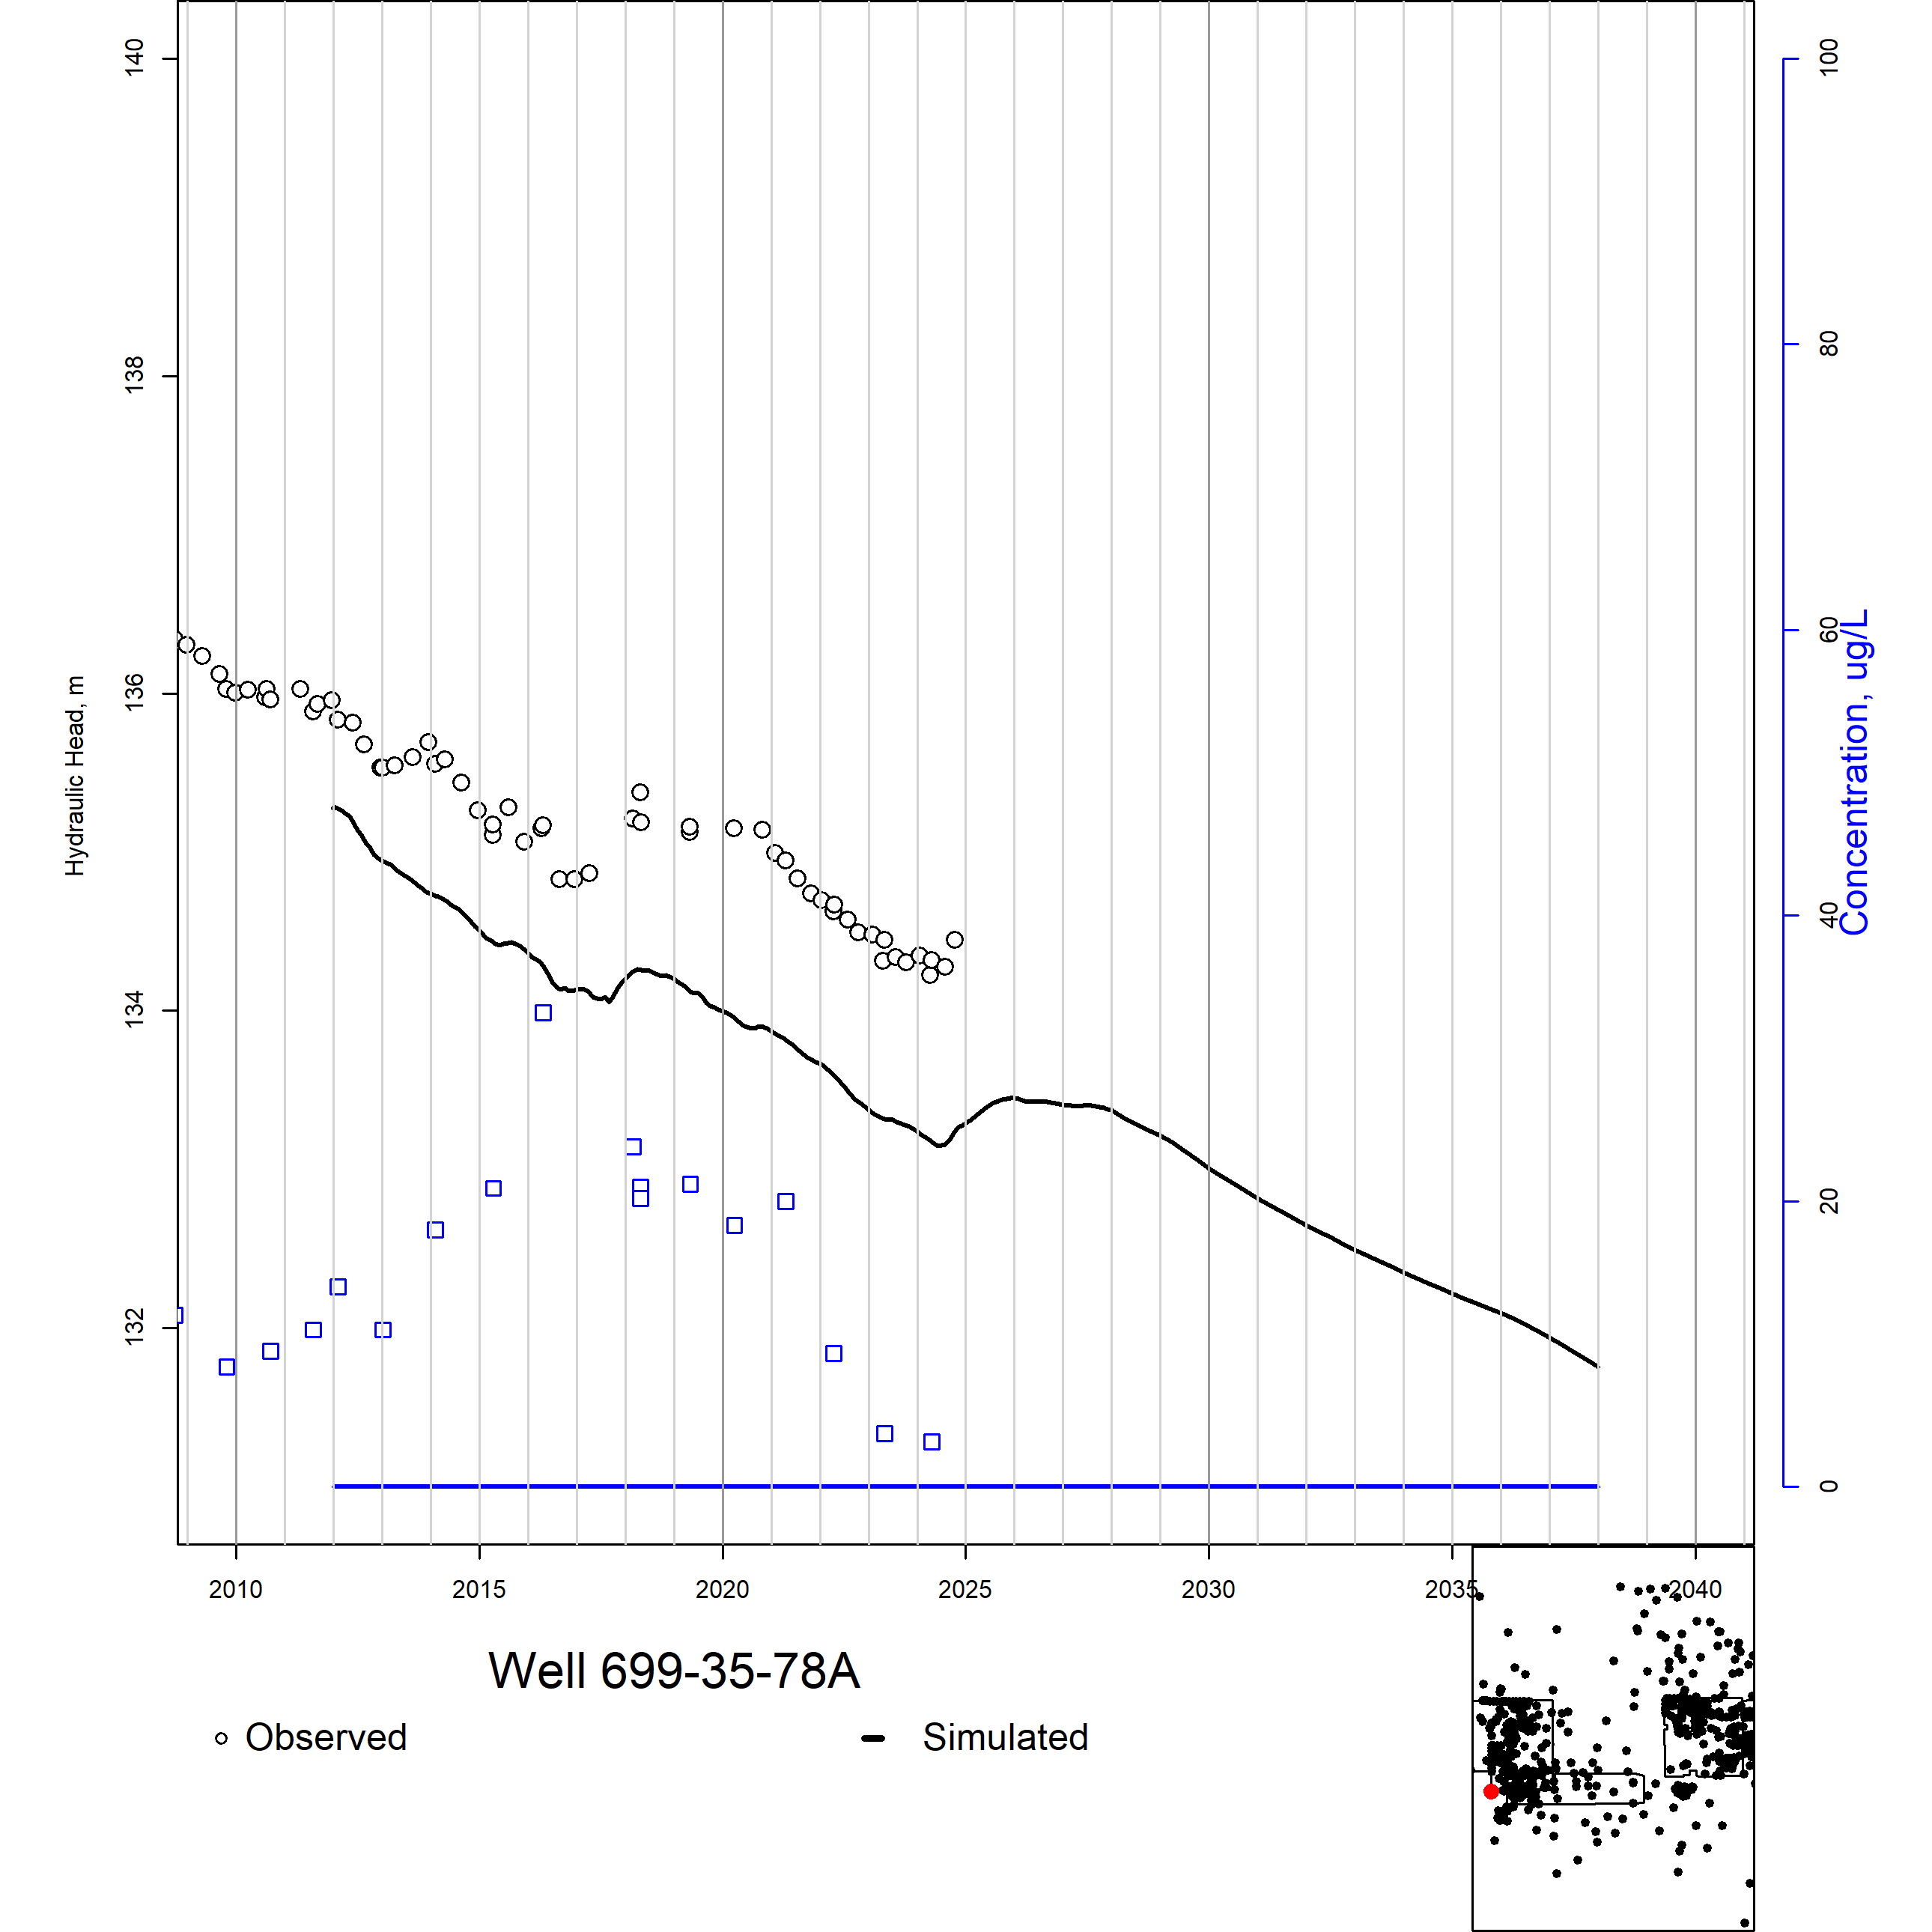 140
138
136
134
132
Hydraulic Head, m
100
80
60
40
20
0
Concentration, ug/L
2010 2015 2020 2025 2030 2035 2040
Well 699-35-78A
Observed Simulated